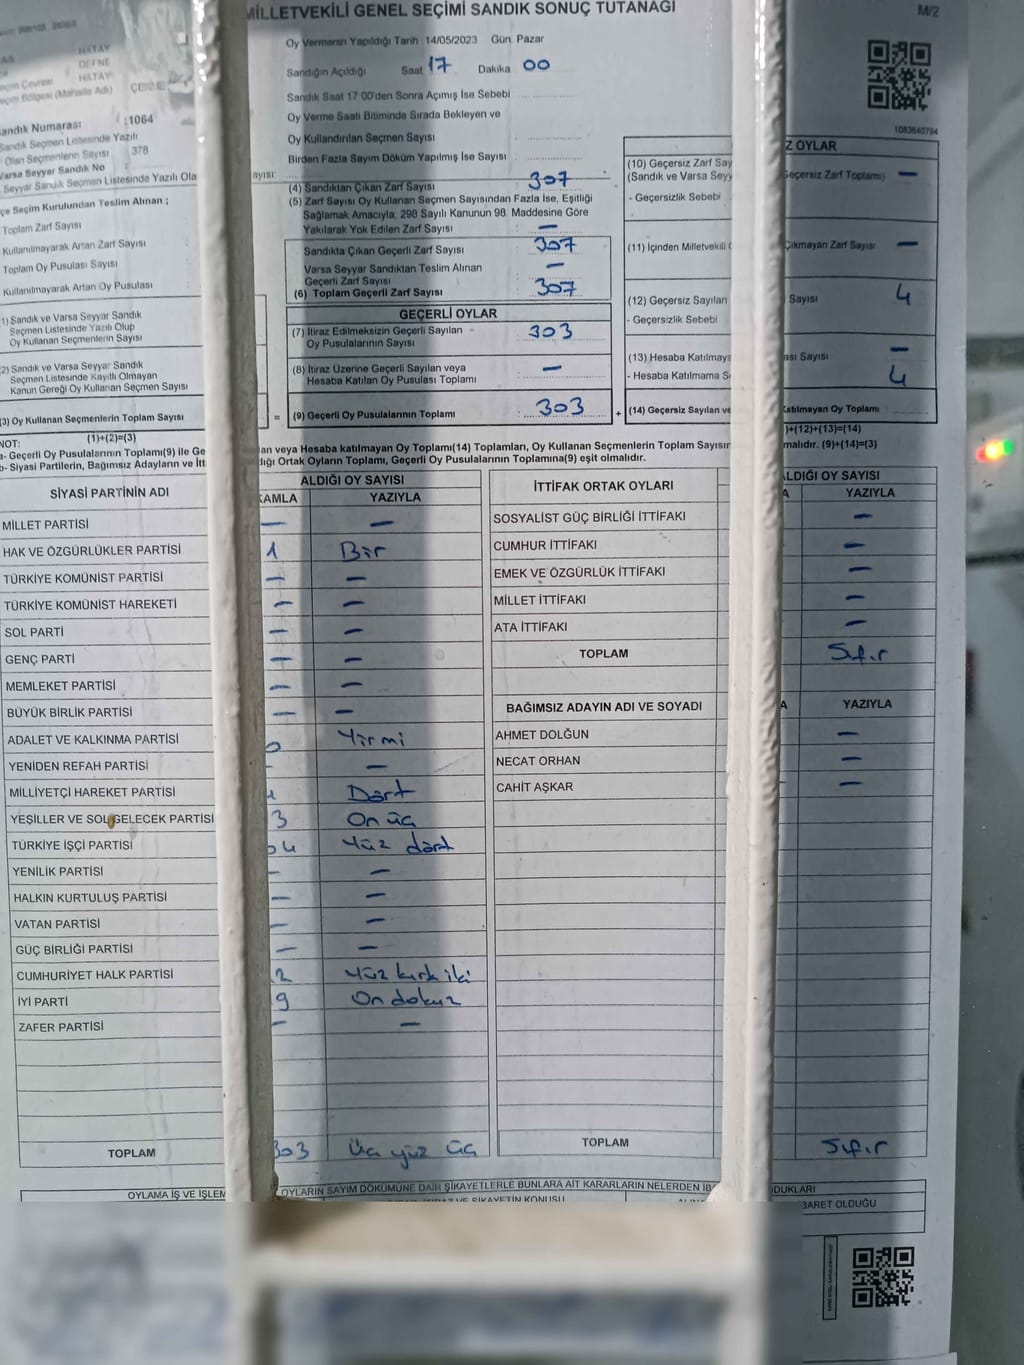 MİLLETVEKİLİ GENEL SEÇİMİ SANDIK SONUÇ TUTANAĞI
M/2
Oy Vermenin Yapıldığı Tarih 14/05/2023 Gün Pazar
HATAY
DEFNE
HATAY
Sandığın Açıldığı Saat 17 Dakika 00
Seçim Bölgesi (Mahalle Adı)
Sandık Saat 17:00'den Sonra Açımış İse Sebebi
Oy Verme Saati Bitiminde Sırada Bekleyen ve
Oy Kullandırılan Seçmen Sayısı
Birden Fazla Sayım Döküm Yapılmış İse Sayısı
1083640794
Sandık Numarası :1064
Sandık Seçmen Listesinde Yazılı
Olan Seçmenlerin Sayısı 378
Varsa Seyyar Sandık No
Seyyar Sandık Seçmen Listesinde Yazılı Ola
ayısı:
İlçe Seçim Kurulundan Teslim Alınan ;
Toplam Zarf Sayısı
Kullanılmayarak Artan Zarf Sayısı
Toplam Oy Pusulası Sayısı
Kullanılmayarak Artan Oy Pusulası
(1) Sandık ve Varsa Seyyar Sandık
Seçmen Listesinde Yazılı Olup
Oy Kullanan Seçmenlerin Sayısı
(2) Sandık ve Varsa Seyyar Sandık
Seçmen Listesinde Kayıtlı Olmayan
Kanun Gereği Oy Kullanan Seçmen Sayısı
(3) Oy Kullanan Seçmenlerin Toplam Sayısı
(1)+(2)=(3)
(4) Sandıktan Çıkan Zarf Sayısı : 307
(5) Zarf Sayısı Oy Kullanan Seçmen Sayısından Fazla İse, Eşitliği
Sağlamak Amacıyla, 298 Sayılı Kanunun 98. Maddesine Göre
Yakılarak Yok Edilen Zarf Sayısı : —
Sandıkta Çıkan Geçerli Zarf Sayısı : 307
Varsa Seyyar Sandıktan Teslim Alınan
Geçerli Zarf Sayısı : —
(6) Toplam Geçerli Zarf Sayısı : 307
GEÇERLİ OYLAR
(7) İtiraz Edilmeksizin Geçerli Sayılan
Oy Pusulalarının Sayısı : 303
(8) İtiraz Üzerine Geçerli Sayılan veya
Hesaba Katılan Oy Pusulası Toplamı : —
= (9) Geçerli Oy Pusulalarının Toplamı : 303 +
Z OYLAR
(10) Geçersiz Zarf Say
(Sandık ve Varsa Seyy Geçersiz Zarf Toplamı) —
- Geçersizlik Sebebi
(11) İçinden Milletvekili Çıkmayan Zarf Sayısı —
(12) Geçersiz Sayılan Sayısı 4
- Geçersizlik Sebebi
(13) Hesaba Katılmaya ası Sayısı —
- Hesaba Katılmama S 4
(14) Geçersiz Sayılan ve Katılmayan Oy Toplamı
)+(12)+(13)=(14)
NOT:
a- Geçerli Oy Pusulalarının Toplamı(9) ile Ge an veya Hesaba katılmayan Oy Toplamı(14) Toplamları, Oy Kullanan Seçmenlerin Toplam Sayısın malıdır. (9)+(14)=(3)
b- Siyasi Partilerin, Bağımsız Adayların ve İtt dığı Ortak Oyların Toplamı, Geçerli Oy Pusulalarının Toplamına(9) eşit olmalıdır.
SİYASİ PARTİNİN ADI
ALDIĞI OY SAYISI
KAMLA YAZIYLA
MİLLET PARTİSİ — —
HAK VE ÖZGÜRLÜKLER PARTİSİ 1 Bir
TÜRKİYE KOMÜNİST PARTİSİ — —
TÜRKİYE KOMÜNİST HAREKETİ — —
SOL PARTİ — —
GENÇ PARTİ — —
MEMLEKET PARTİSİ — —
BÜYÜK BİRLİK PARTİSİ — —
ADALET VE KALKINMA PARTİSİ 0 Yirmi
YENİDEN REFAH PARTİSİ - —
MİLLİYETÇİ HAREKET PARTİSİ Dört
YEŞİLLER VE SOL GELECEK PARTİSİ 3 On üç
TÜRKİYE İŞÇİ PARTİSİ 04 Yüz dört
YENİLİK PARTİSİ — —
HALKIN KURTULUŞ PARTİSİ — —
VATAN PARTİSİ — —
GÜÇ BİRLİĞİ PARTİSİ — —
CUMHURİYET HALK PARTİSİ 2 Yüz kırk iki
İYİ PARTİ 9 On dokuz
ZAFER PARTİSİ — —
TOPLAM 303 Üç yüz üç
İTTİFAK ORTAK OYLARI
ALDIĞI OY SAYISI
A YAZIYLA
SOSYALİST GÜÇ BİRLİĞİ İTTİFAKI —
CUMHUR İTTİFAKI —
EMEK VE ÖZGÜRLÜK İTTİFAKI —
MİLLET İTTİFAKI —
ATA İTTİFAKI —
TOPLAM Sıfır
BAĞIMSIZ ADAYIN ADI VE SOYADI A YAZIYLA
AHMET DOLĞUN —
NECAT ORHAN —
CAHİT AŞKAR —
TOPLAM Sıfır
OYLAMA İŞ VE İŞLEM OYLARIN SAYIM DÖKÜMÜNE DAİR ŞİKAYETLERLE BUNLARA AİT KARARLARIN NELERDEN İB DUKLARI
VE ŞİKAYETİN KONUSU
BARET OLDUĞU